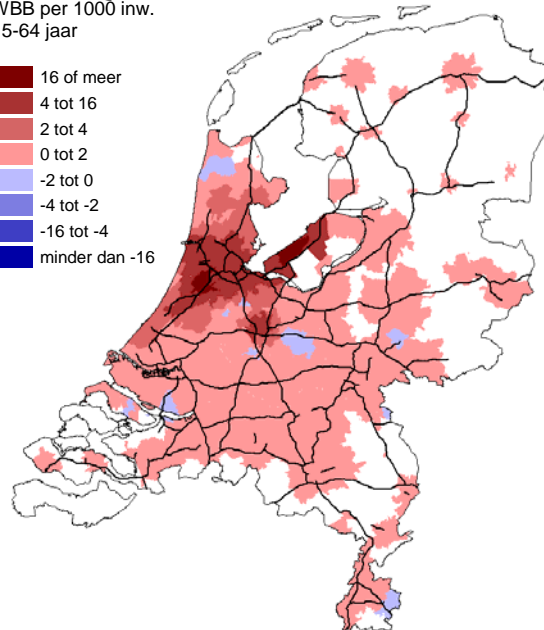 WBB per 1000 inw.
5-64 jaar
16 of meer
4 tot 16
2 tot 4
0 tot 2
-2 tot 0
-4 tot -2
-16 tot -4
minder dan -16